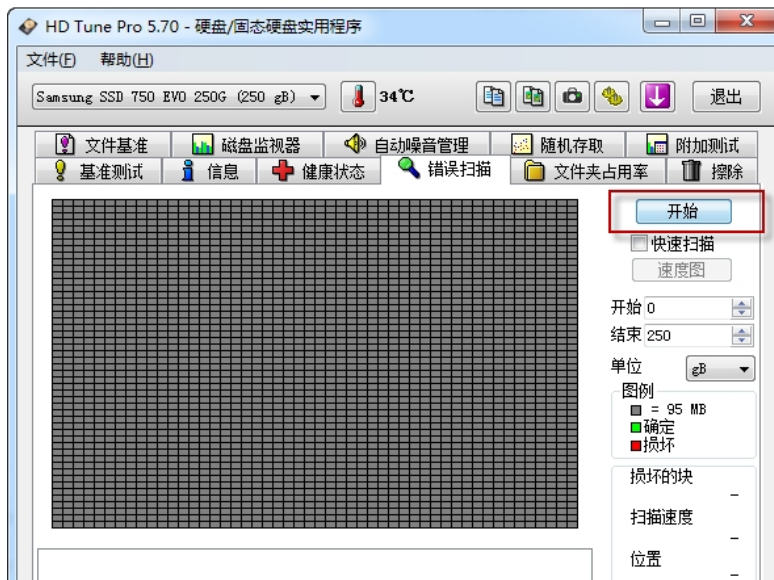 HD Tune Pro 5.70 - 硬盘/固态硬盘实用程序
文件(F) 帮助(H)
Samsung SSD 750 EVO 250G (250 gB) 34℃ 退出
文件基准 磁盘监视器 自动噪音管理 随机存取 附加测试
基准测试 信息 健康状态 错误扫描 文件夹占用率 擦除
开始
快速扫描
速度图
开始 0
结束 250
单位 gB
图例
= 95 MB
确定
损坏
损坏的块
-
扫描速度
-
位置
-